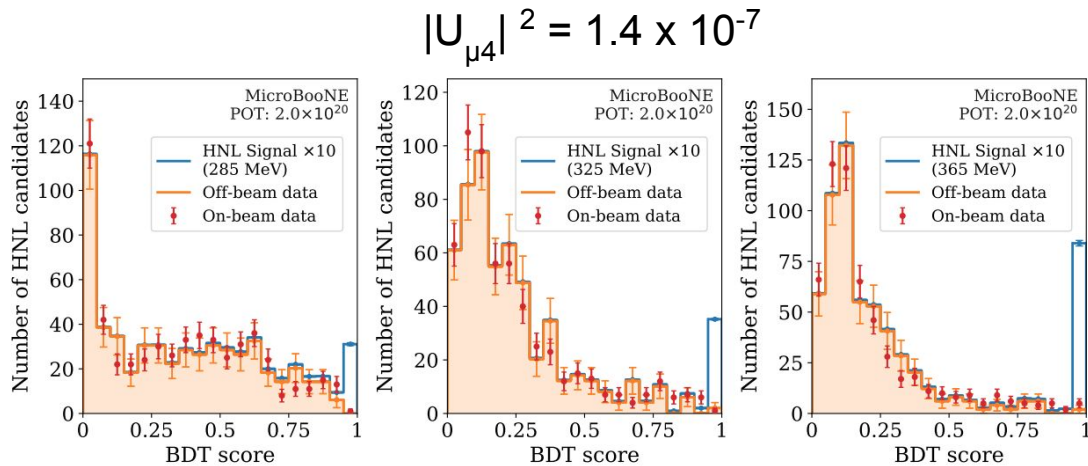 |Uμ4| ² = 1.4 x 10⁻⁷
MicroBooNE
POT: 2.0×10²⁰
HNL Signal ×10
(285 MeV)
Off-beam data
On-beam data
Number of HNL candidates
140
120
100
80
60
40
20
0
0 0.25 0.5 0.75 1
BDT score
MicroBooNE
POT: 2.0×10²⁰
HNL Signal ×10
(325 MeV)
Off-beam data
On-beam data
Number of HNL candidates
120
100
80
60
40
20
0
0 0.25 0.5 0.75 1
BDT score
MicroBooNE
POT: 2.0×10²⁰
HNL Signal ×10
(365 MeV)
Off-beam data
On-beam data
Number of HNL candidates
150
125
100
75
50
25
0
0 0.25 0.5 0.75 1
BDT score